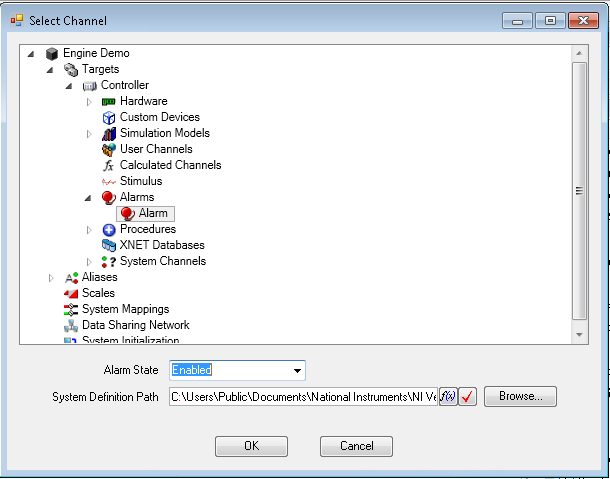 Select Channel
Engine Demo
Targets
Controller
Hardware
Custom Devices
Simulation Models
User Channels
fx Calculated Channels
Stimulus
Alarms
Alarm
Procedures
XNET Databases
? System Channels
A Aliases
Scales
System Mappings
Data Sharing Network
System Initialization
Alarm State Enabled
System Definition Path C:\Users\Public\Documents\National Instruments\NI Ve f(x) Browse...
OK Cancel